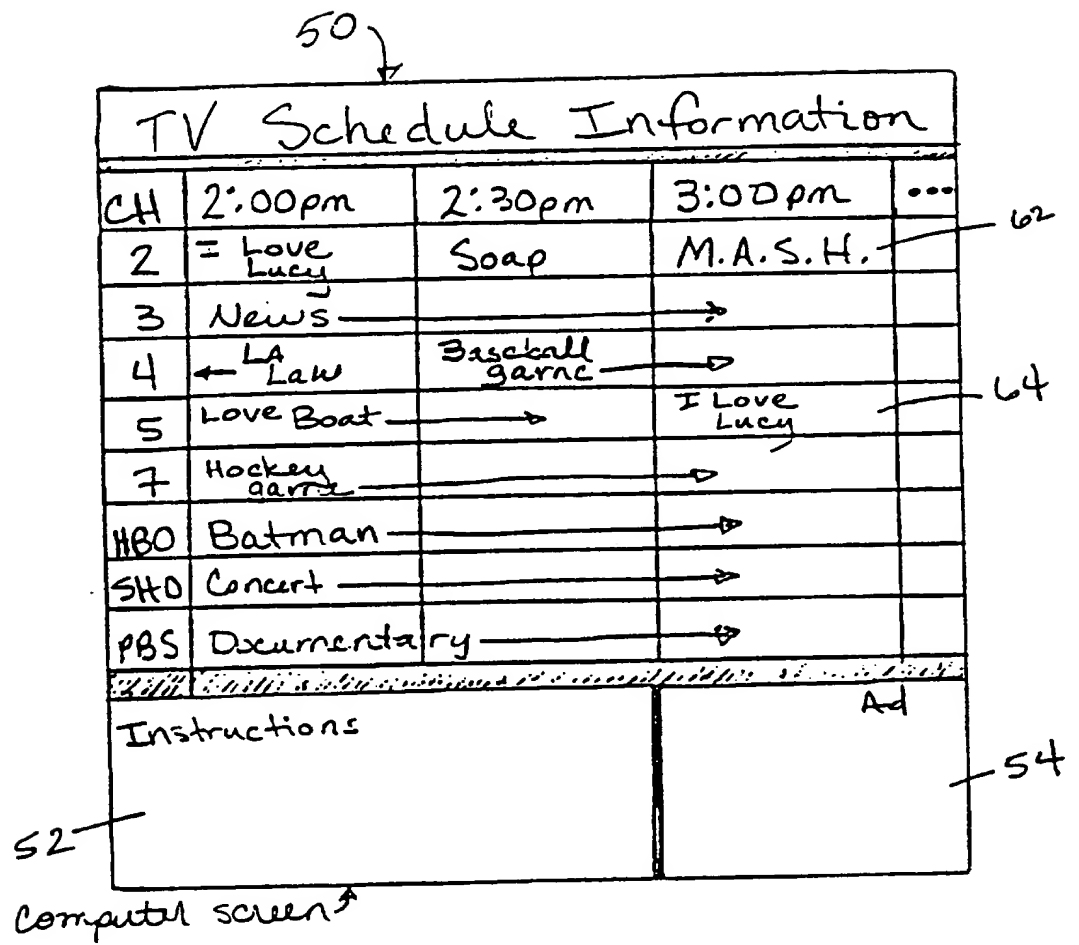 50
TV Schedule Information
CH 2:00pm 2:30pm 3:00pm ...
62
2 I Love Lucy Soap M.A.S.H.
3 News
4 LA Law Baseball game
64
5 Love Boat I Love Lucy
7 Hockey game
HBO Batman
SHO Concert
PBS Documentary
Instructions Ad
54
52
Computer screen